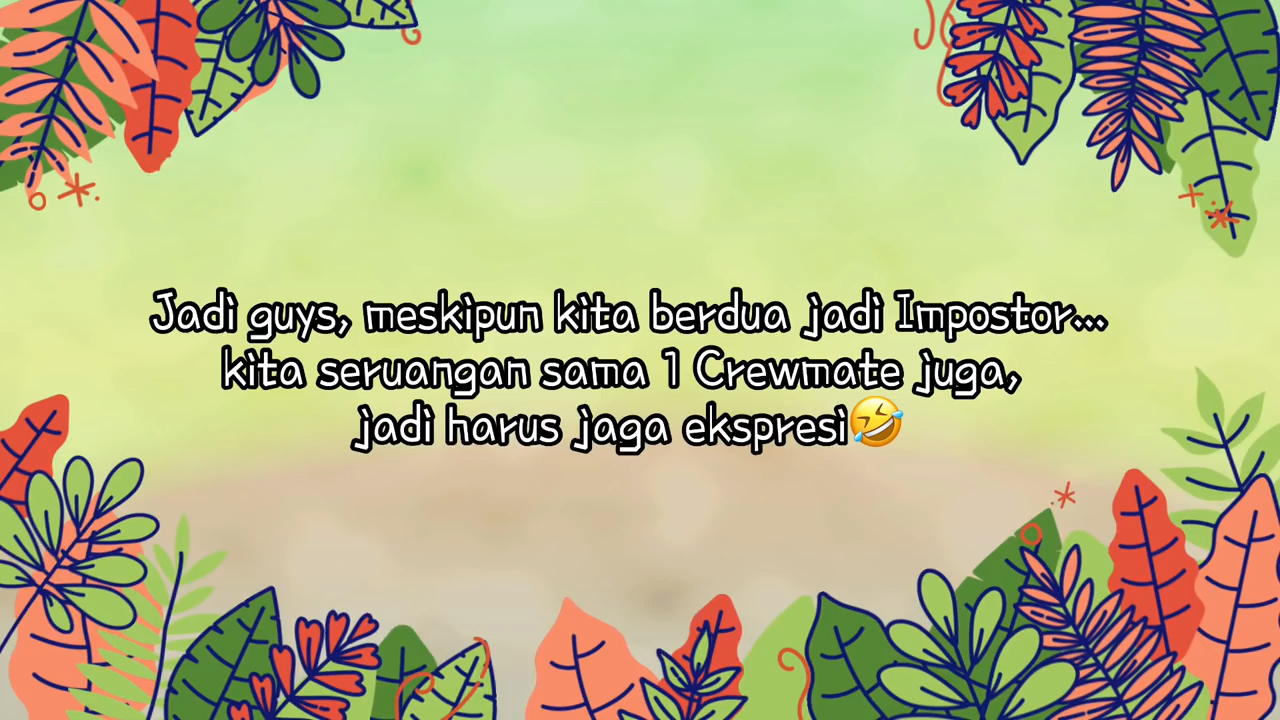 Jadi guys, meskipun kita berdua jadi Impostor...
kita seruangan sama 1 Crewmate juga,
jadi harus jaga ekspresi🤣